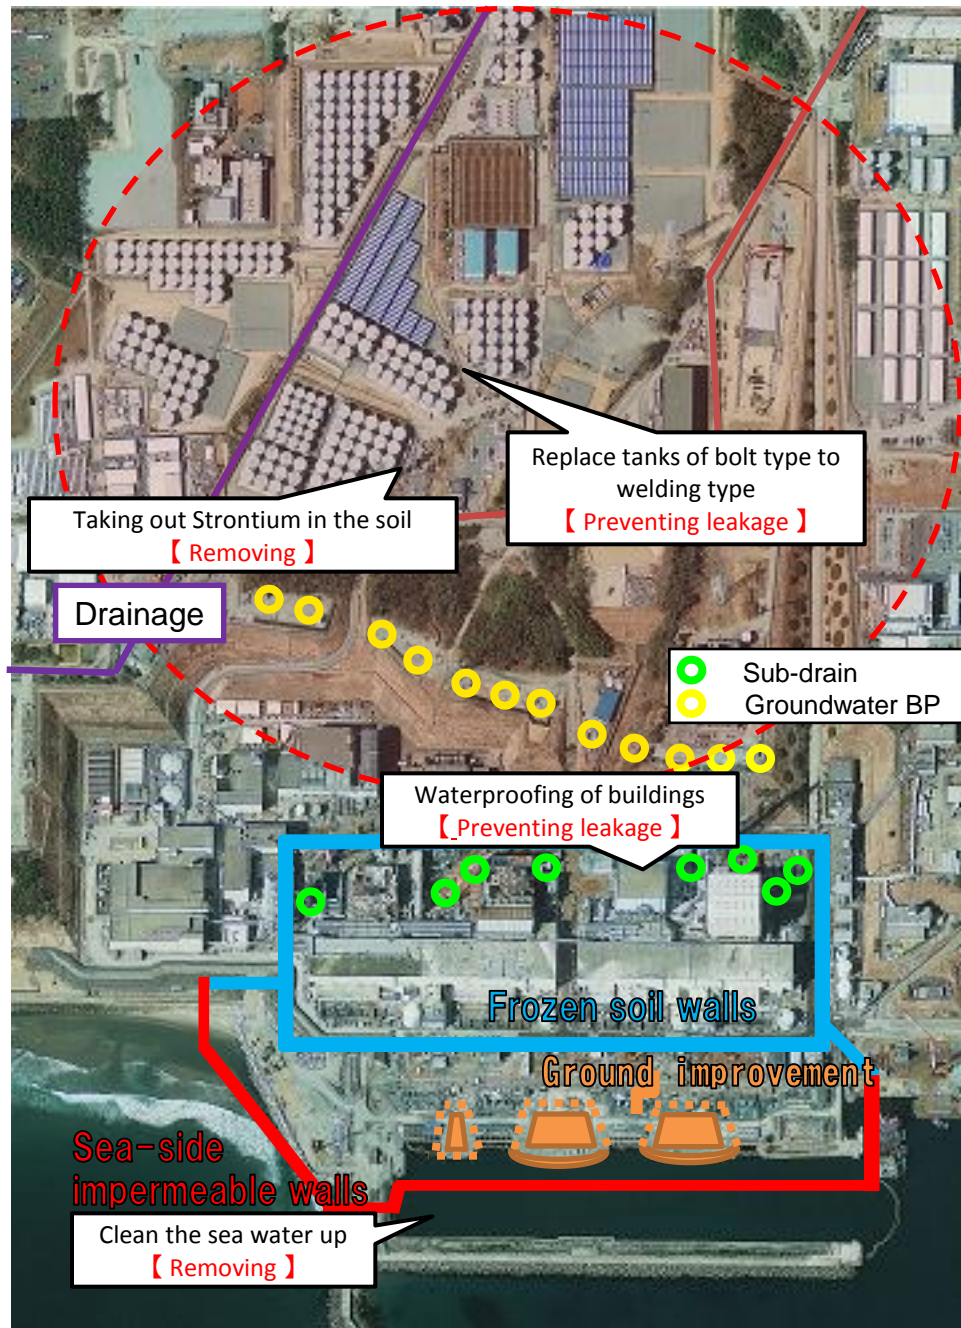 Replace tanks of bolt type to
welding type
【 Preventing leakage 】
Taking out Strontium in the soil
【 Removing 】
Drainage
Sub-drain
Groundwater BP
Waterproofing of buildings
【 Preventing leakage 】
Frozen soil walls
Ground improvement
Sea-side
impermeable walls
Clean the sea water up
【 Removing 】